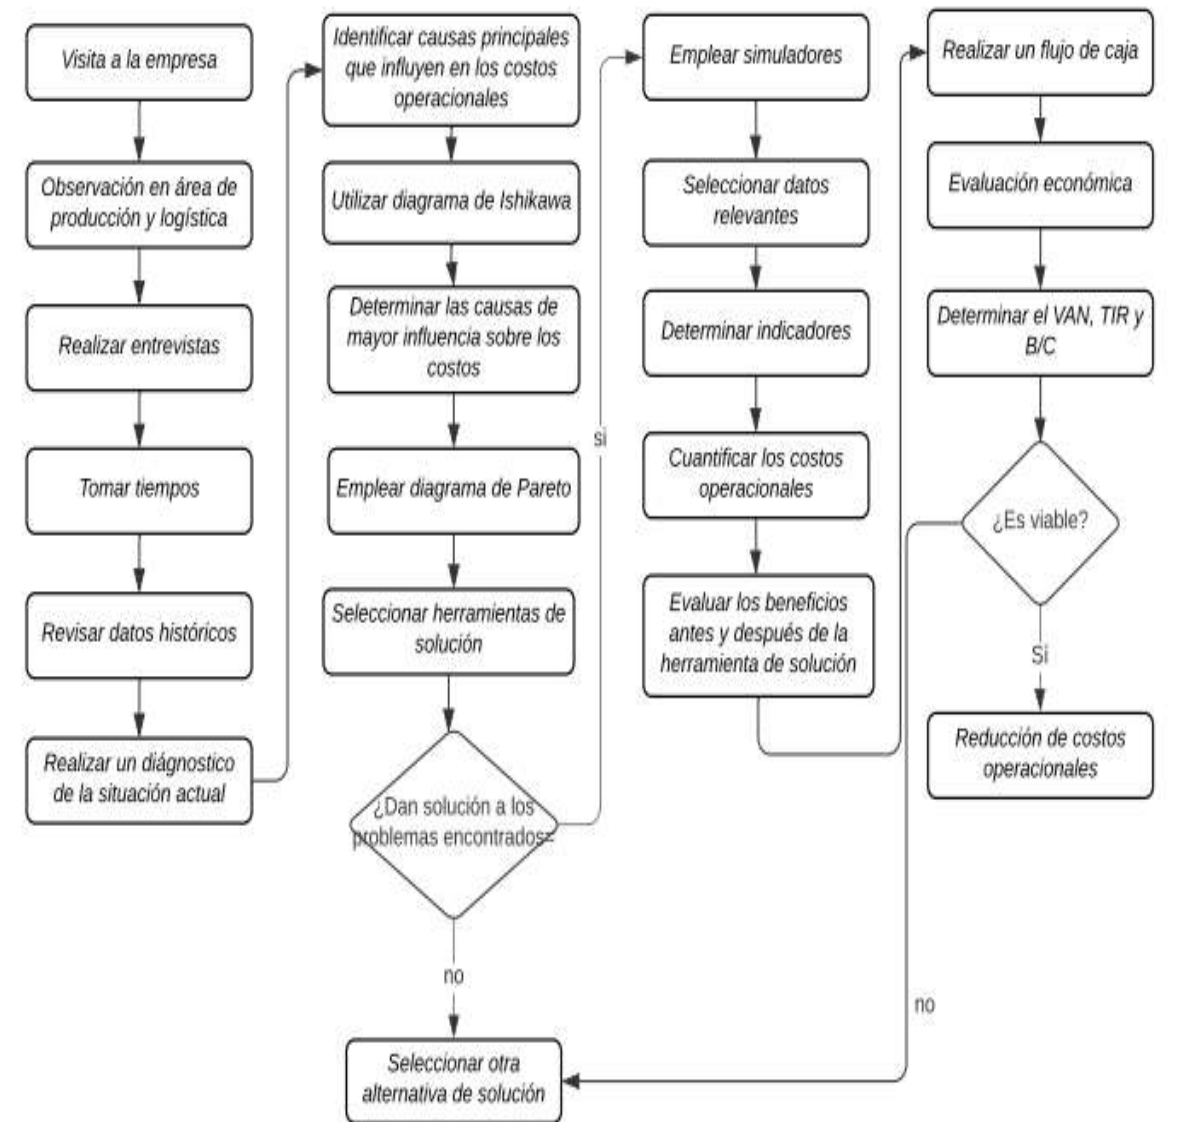 Visita a la empresa
Observación en área de
producción y logística
Realizar entrevistas
Tomar tiempos
Revisar datos históricos
Realizar un diágnostico
de la situación actual
Identificar causas principales
que influyen en los costos
operacionales
Utilizar diagrama de Ishikawa
Determinar las causas de
mayor influencia sobre los
costos
Emplear diagrama de Pareto
Seleccionar herramientas de
solución
¿Dan solución a los
problemas encontrados=
no
Seleccionar otra
alternativa de solución
si
Emplear simuladores
Seleccionar datos
relevantes
Determinar indicadores
Cuantificar los costos
operacionales
Evaluar los beneficios
antes y después de la
herramienta de solución
Realizar un flujo de caja
Evaluación económica
Determinar el VAN, TIR y
B/C
¿Es viable?
Si
Reducción de costos
operacionales
no